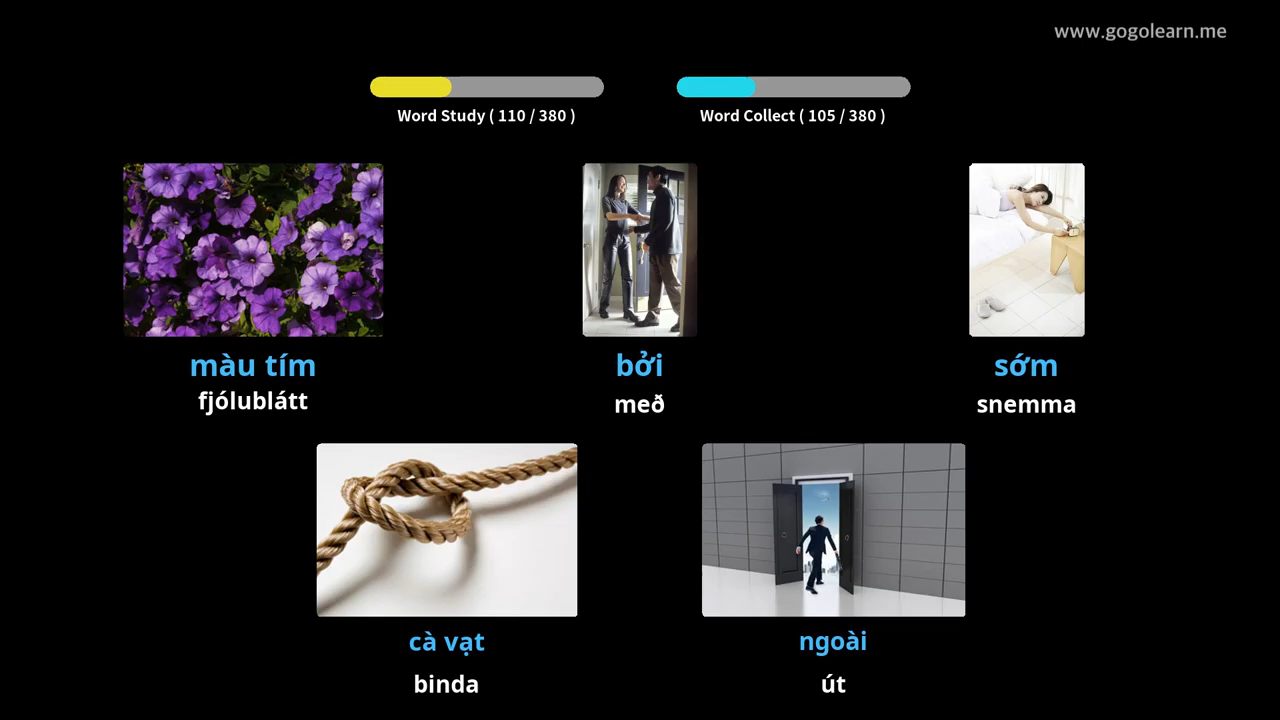 www.gogolearn.me
Word Study ( 110 / 380 )
Word Collect ( 105 / 380 )
màu tím
fjólublátt
bởi
með
sớm
snemma
cà vạt
binda
ngoài
út